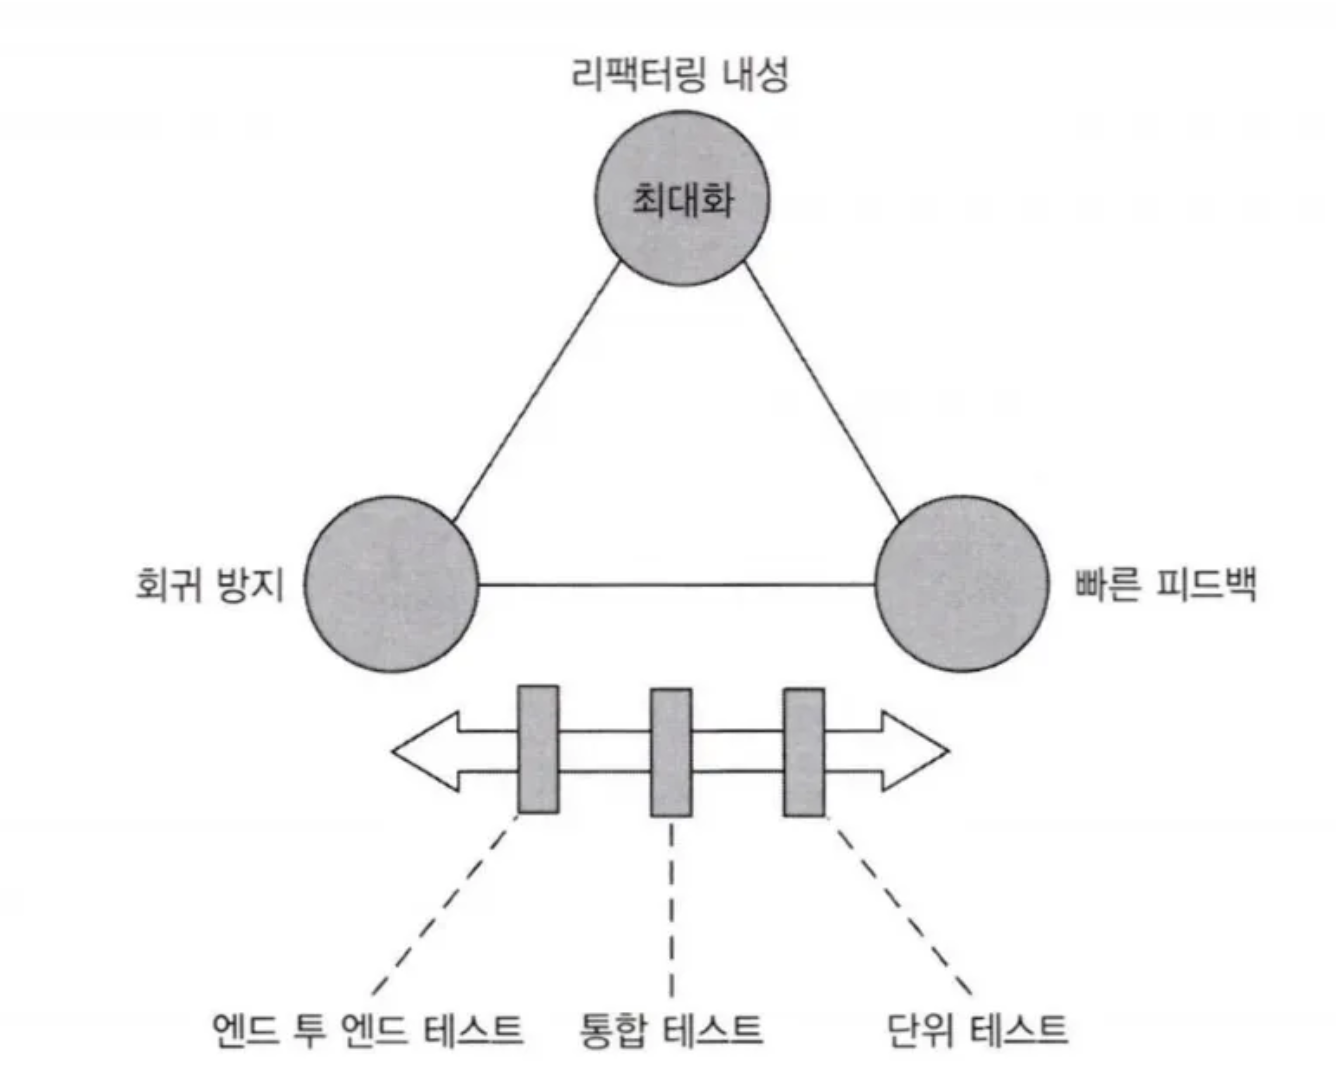 리팩터링 내성
최대화
회귀 방지
빠른 피드백
엔드 투 엔드 테스트
통합 테스트
단위 테스트